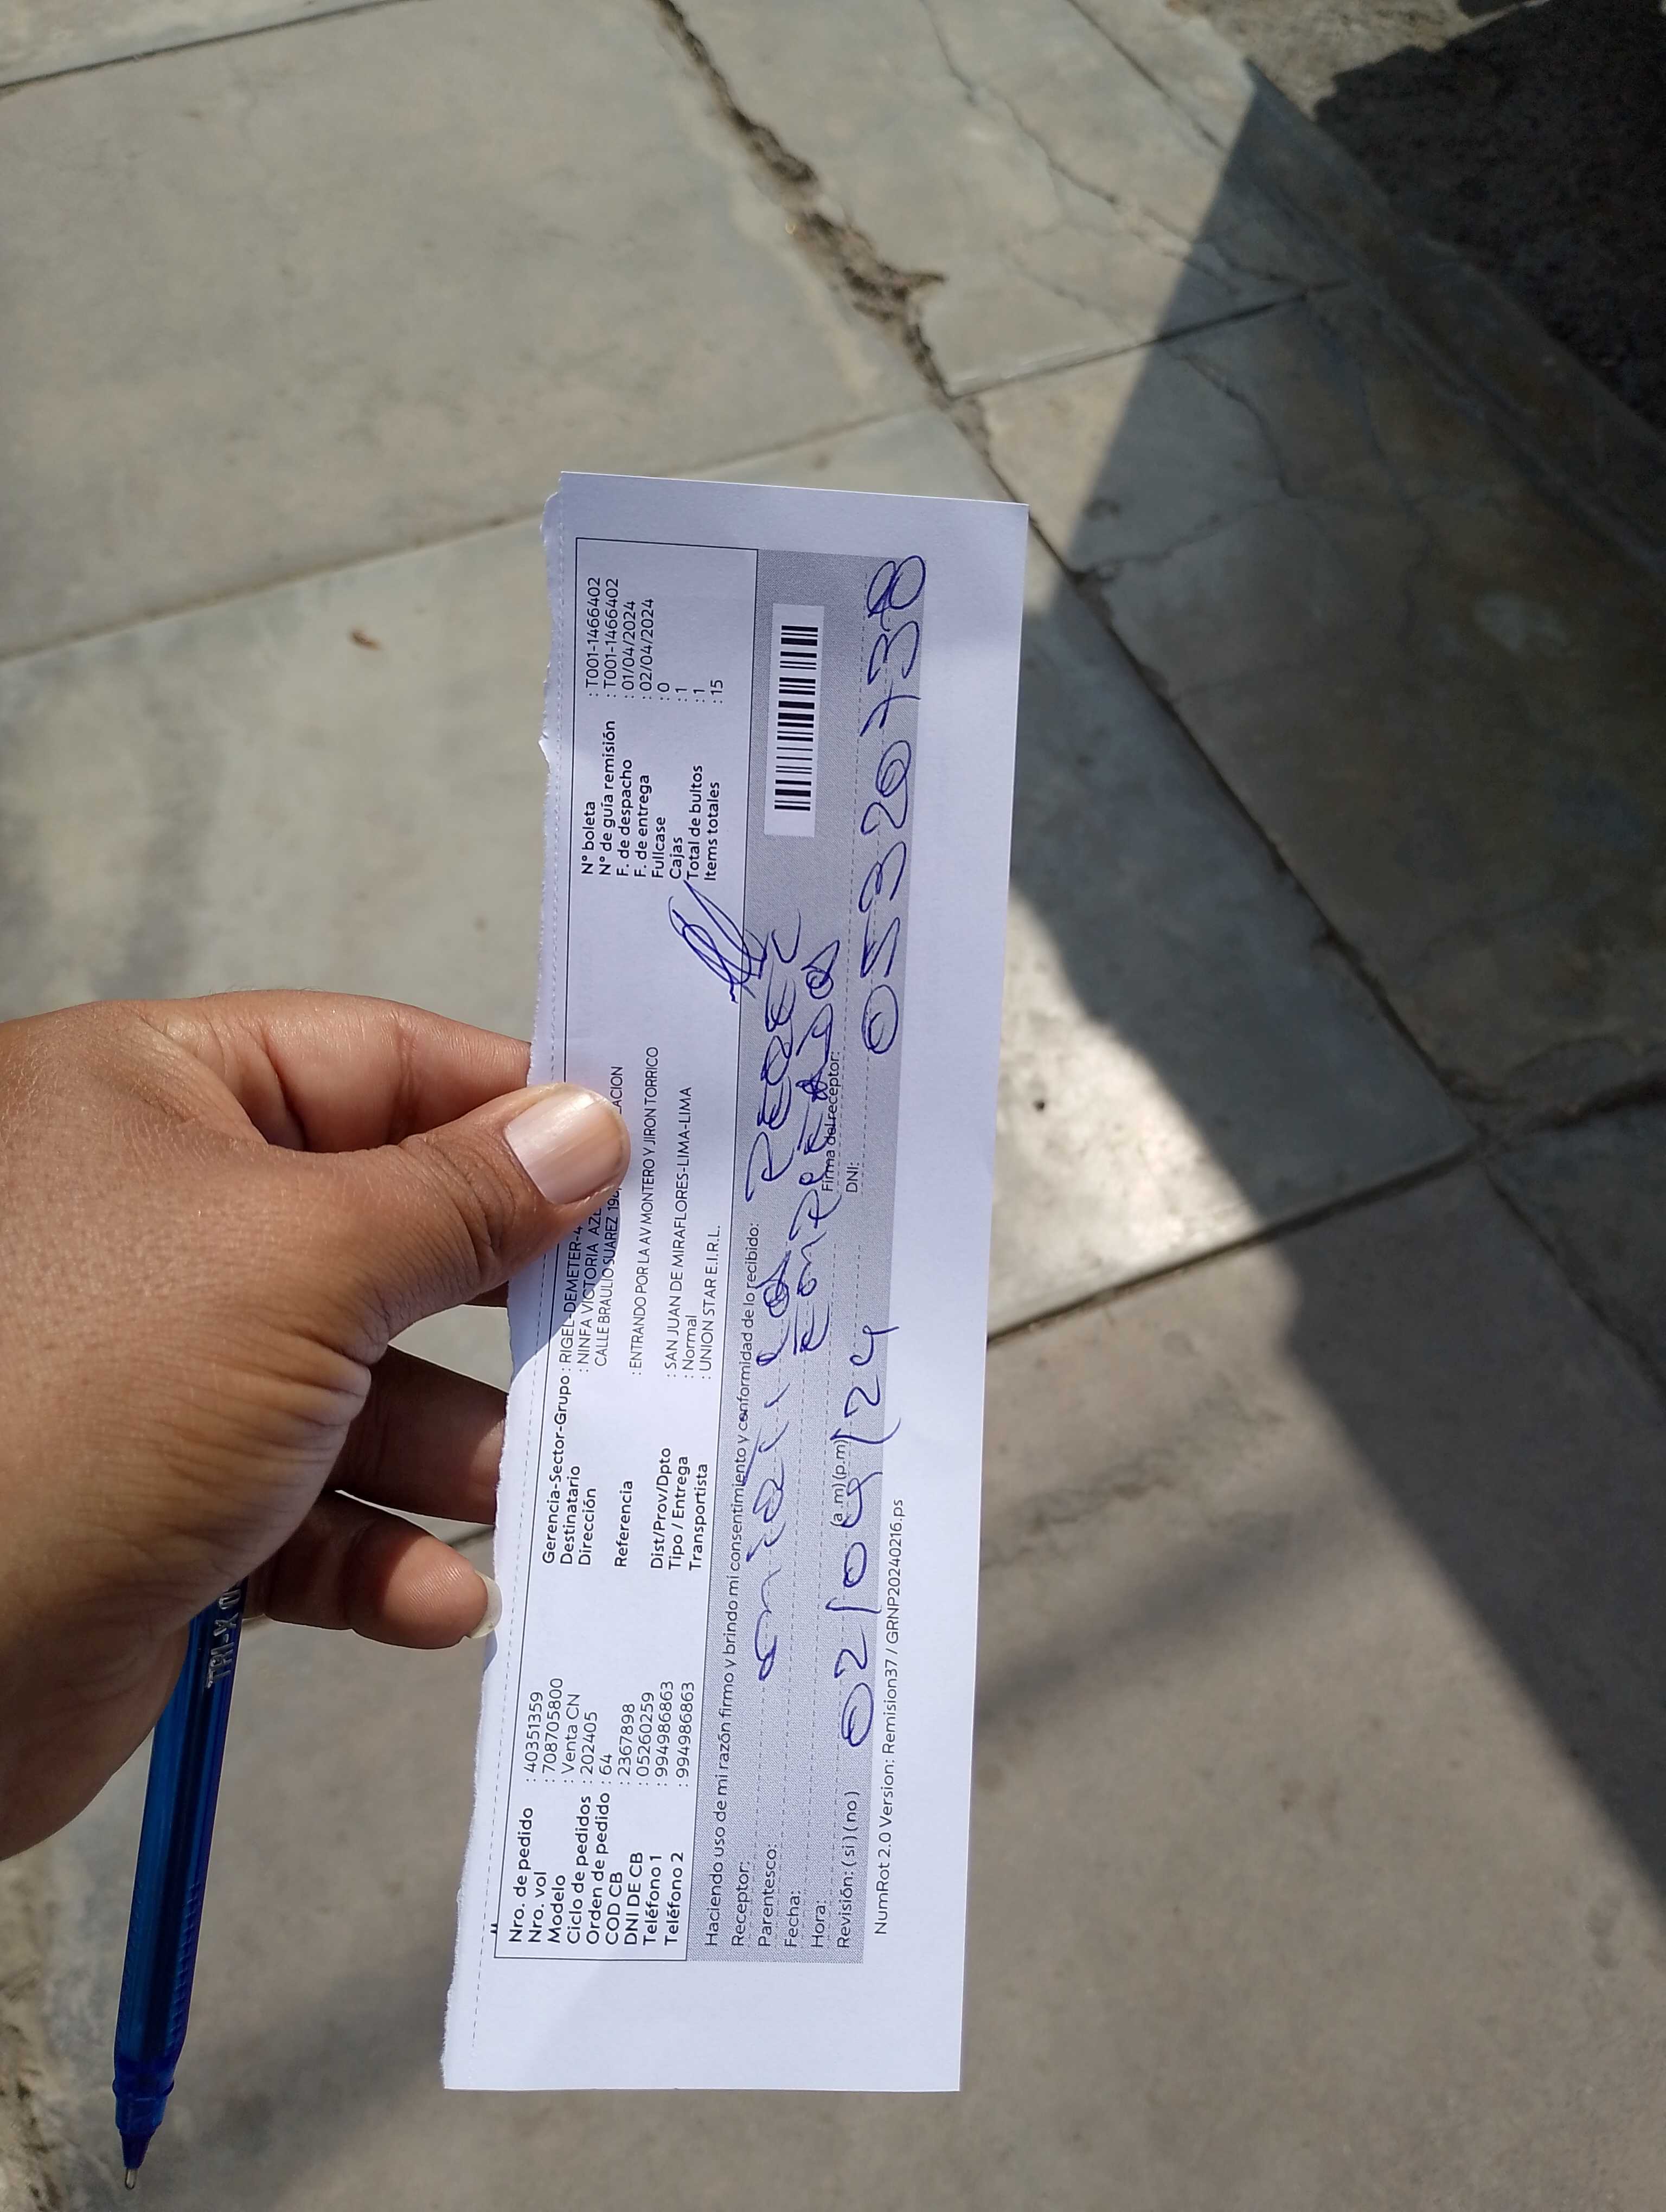 Nro. de pedido : 40351359
Nro. vol : 708705800
Modelo : Venta CN
Ciclo de pedidos : 202405
Orden de pedido : 64
COD CB : 2367898
DNI DE CB : 05260259
Teléfono 1 : 994986863
Teléfono 2 : 994986863
Gerencia-Sector-Grupo : RIGEL-DEMETER-4
Destinatario : NINFA VICTORIA
Dirección CALLE BRAULIO SUAREZ
Referencia : ENTRANDO POR LA AV MONTERO Y JIRON TORRICO
Dist/Prov/Dpto : SAN JUAN DE MIRAFLORES-LIMA-LIMA
Tipo / Entrega : Normal
Transportista : UNION STAR E.I.R.L.
N° boleta : T001-1466402
N° de guía remisión : T001-1466402
F. de despacho : 01/04/2024
F. de entrega : 02/04/2024
Fullcase : 0
Cajas : 1
Total de bultos : 1
Items totales : 15
Haciendo uso de mi razón firmo y brindo mi consentimiento y conformidad de lo recibido:
Receptor:
Parentesco: Empleada
Fecha: 02/04/24
Hora: (a.m)(p.m)
Revisión: (si)(no)
Firma del receptor:
DNI: 05320738
NumRot 2.0 Version: Remision37 / GRNP20240216.ps
TRI-X